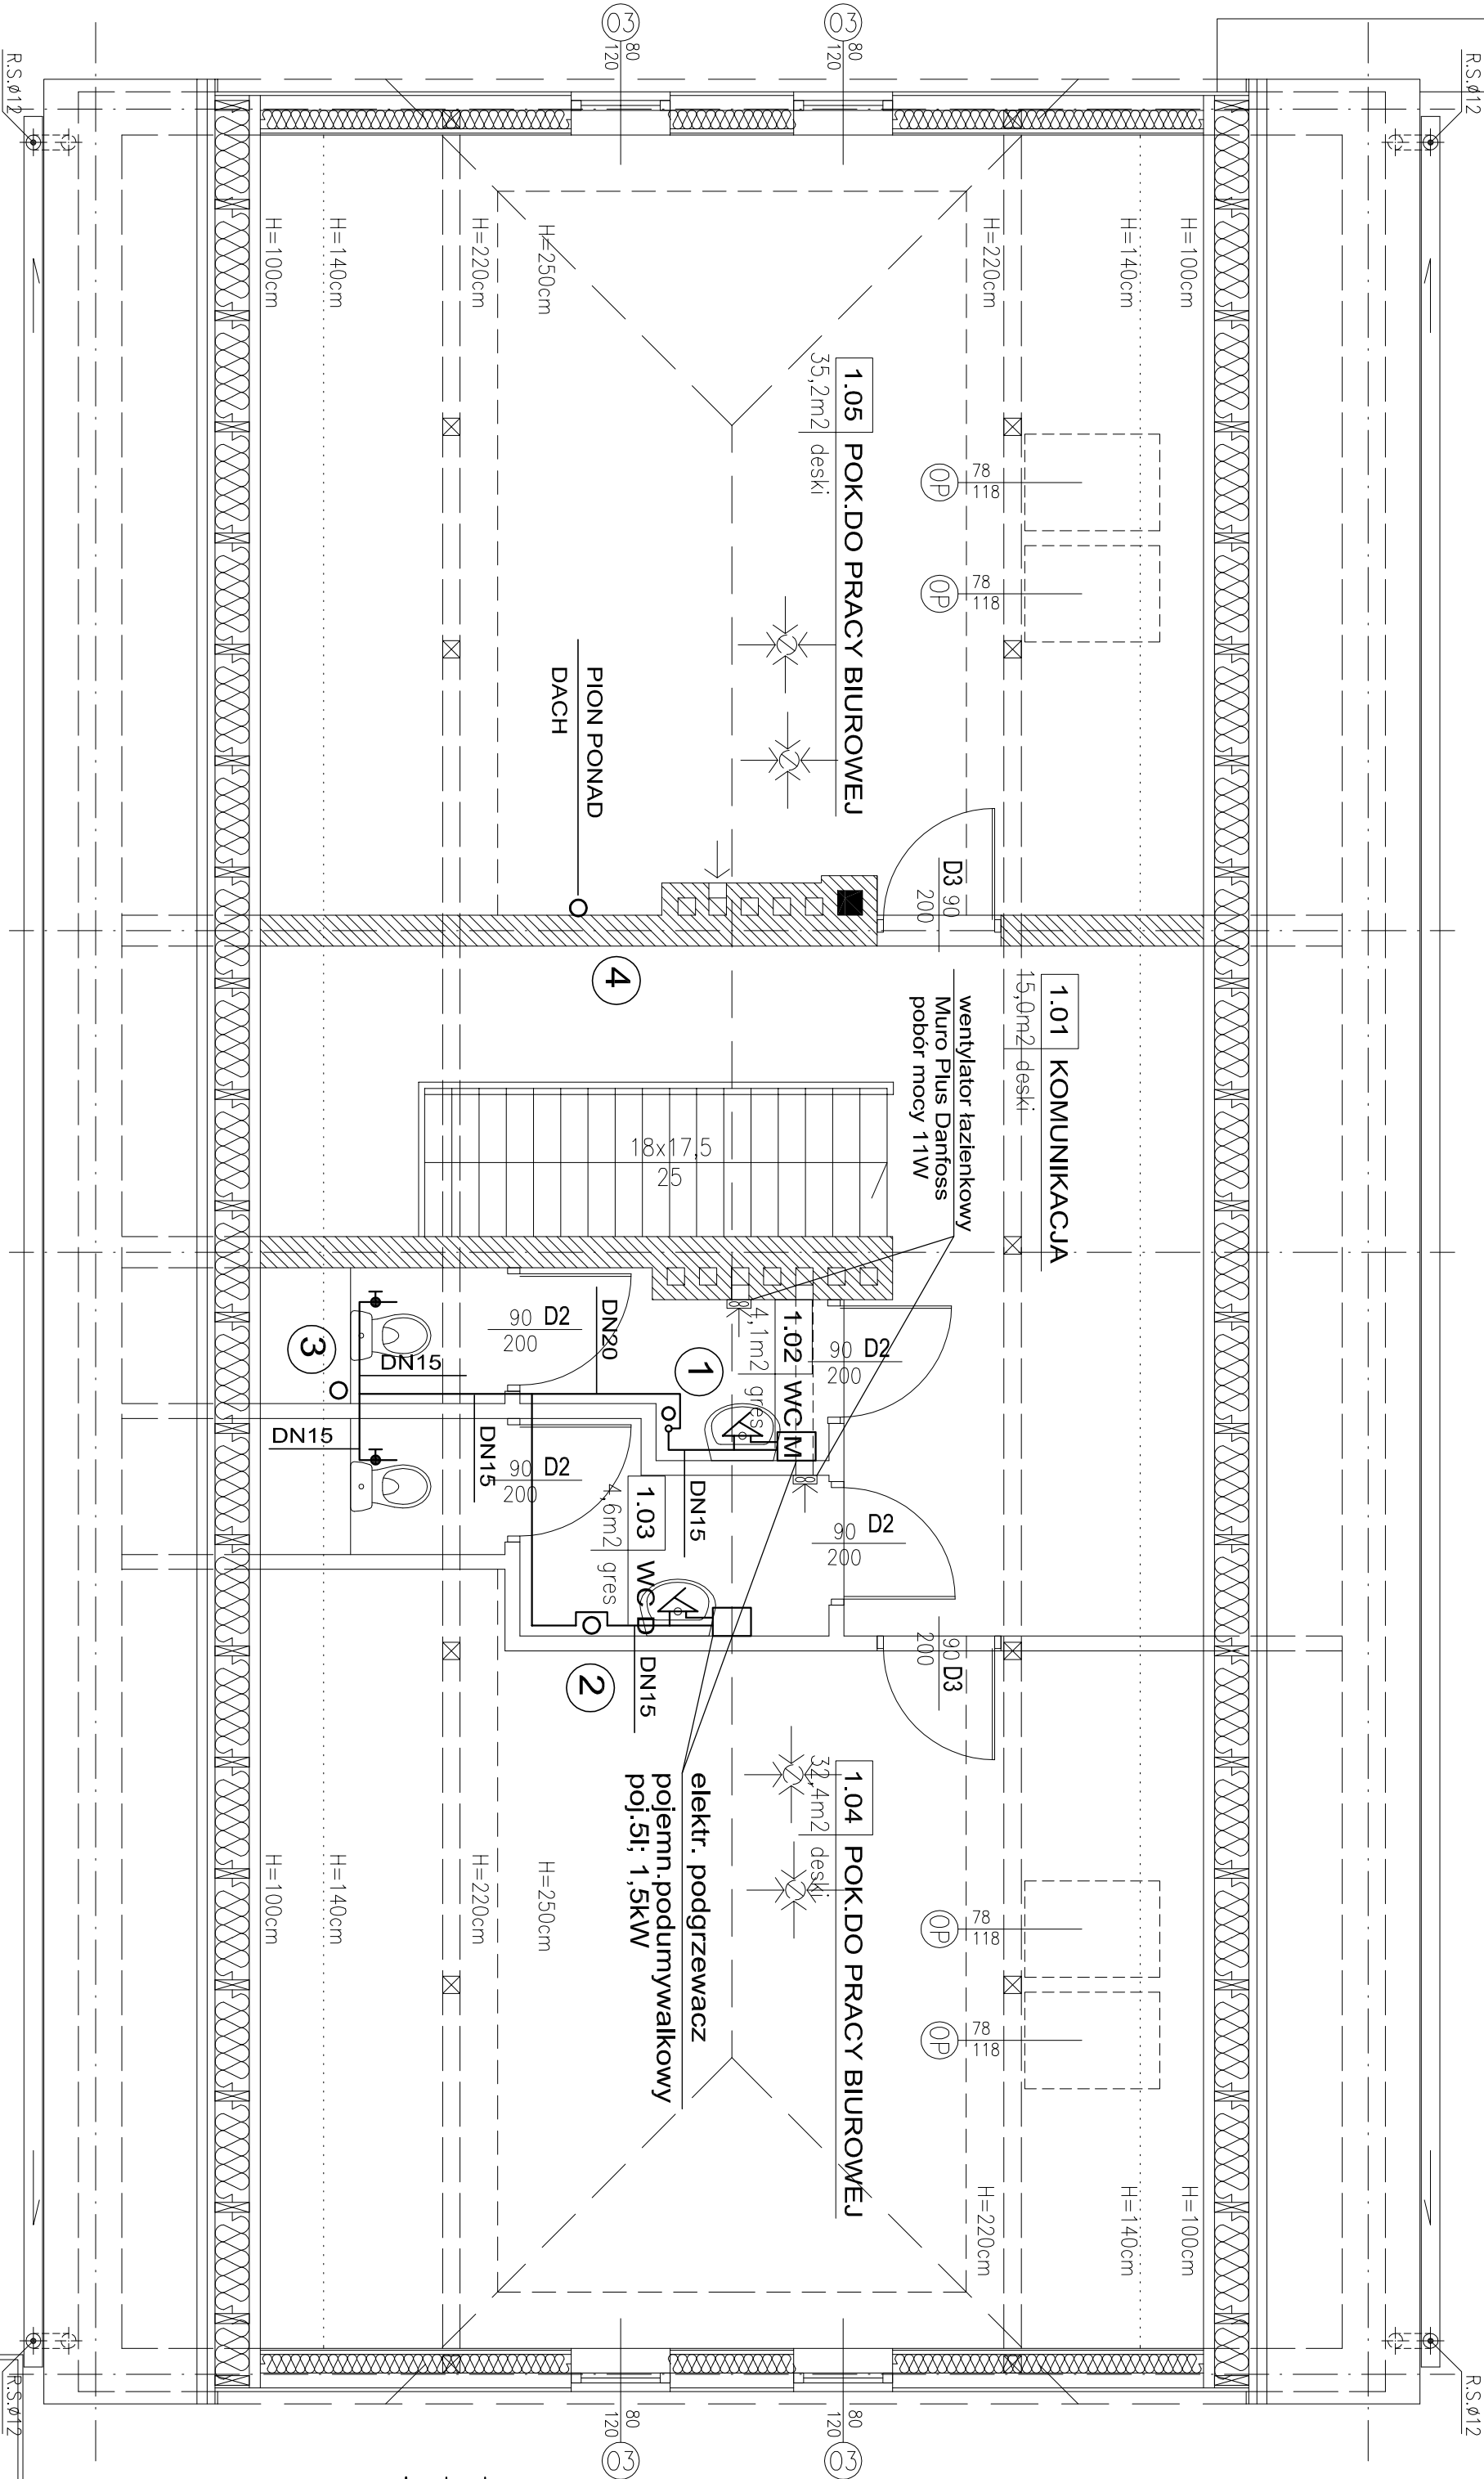 R.S.ø12
R.S.ø12
R.S.ø12
R.S.ø12
03
80
120
03
80
120
03
80
120
03
80
120
H=100cm
H=140cm
H=220cm
H=250cm
H=220cm
H=140cm
H=100cm
1.05 POK.DO PRACY BIUROWEJ
35,2m2 deski
OP
78
118
OP
78
118
PION PONAD
DACH
D3 90
200
4
1.01 KOMUNIKACJA
15,0m2 deski
wentylator łazienkowy
Muro Plus Danfoss
pobór mocy 11W
18x17,5
25
1.02 WC M
4,1m2 gres
90 D2
200
90 D2
200
90 D2
200
90 D2
200
DN20
DN15
DN15
DN15
DN15
DN15
1
3
2
1.03 WC D
4,6m2 gres
90 D3
200
1.04 POK.DO PRACY BIUROWEJ
32,4m2 deski
elektr. podgrzewacz
pojemn.podumywalkowy
poj.5l; 1,5kW
OP
78
118
OP
78
118
H=100cm
H=140cm
H=220cm
H=250cm
H=220cm
H=140cm
H=100cm